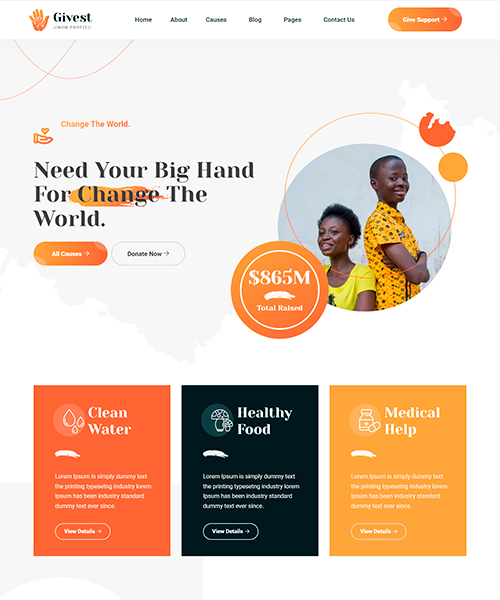 Givest
NON-PROFIT
Home About Causes Blog Pages Contact Us
Give Support
Change The World.
Need Your Big Hand
For Change The
World.
All Causes
Donate Now
$865M
Total Raised
Clean
Water
Lorem Ipsum is simply dummy text
the printing typeseting industry lorem
Ipsum has been industry standard
dummy text ever since.
View Details
Healthy
Food
Lorem Ipsum is simply dummy text
the printing typeseting industry lorem
Ipsum has been industry standard
dummy text ever since.
View Details
Medical
Help
Lorem Ipsum is simply dummy text
the printing typeseting industry lorem
Ipsum has been industry standard
dummy text ever since.
View Details